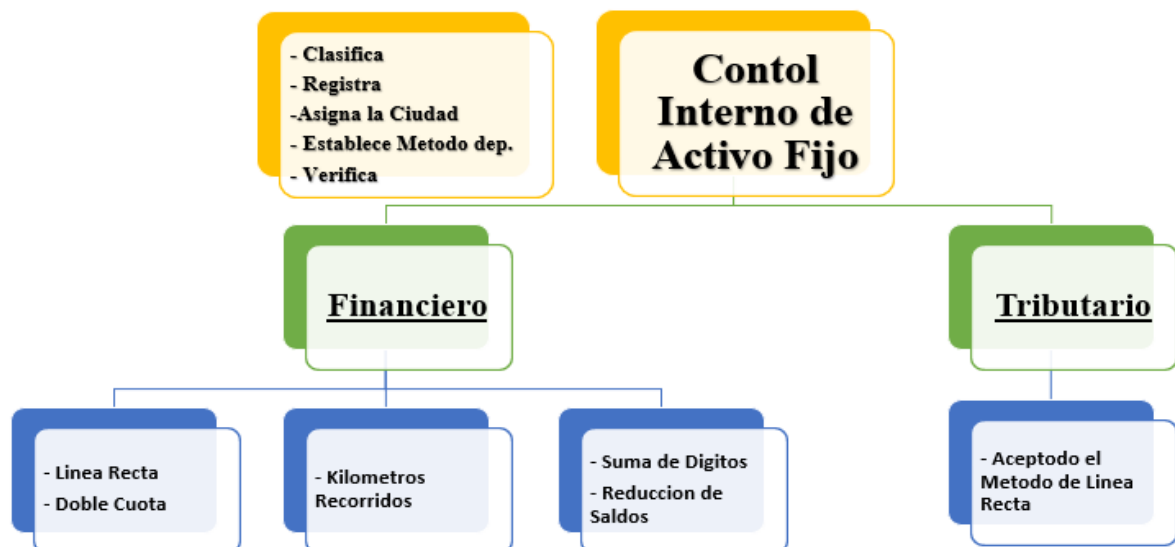 - Clasifica
- Registra
-Asigna la Ciudad
- Establece Metodo dep.
- Verifica
Contol
Interno de
Activo Fijo
Financiero
Tributario
- Linea Recta
- Doble Cuota
- Kilometros
Recorridos
- Suma de Digitos
- Reduccion de
Saldos
- Aceptodo el
Metodo de Linea
Recta